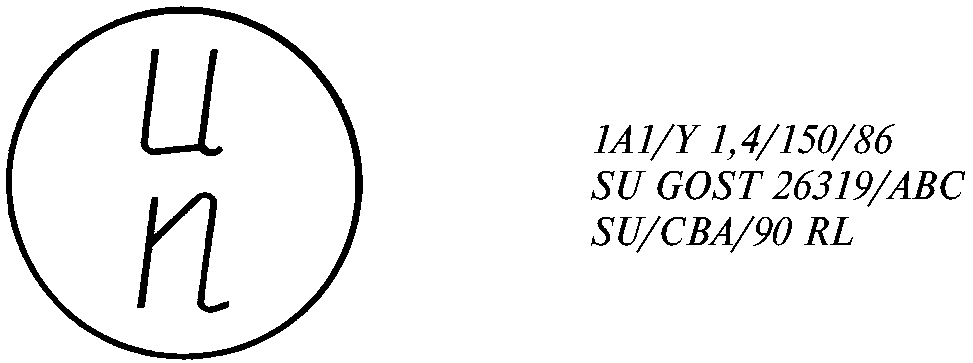 u
n
1A1/Y 1,4/150/86
SU GOST 26319/ABC
SU/CBA/90 RL